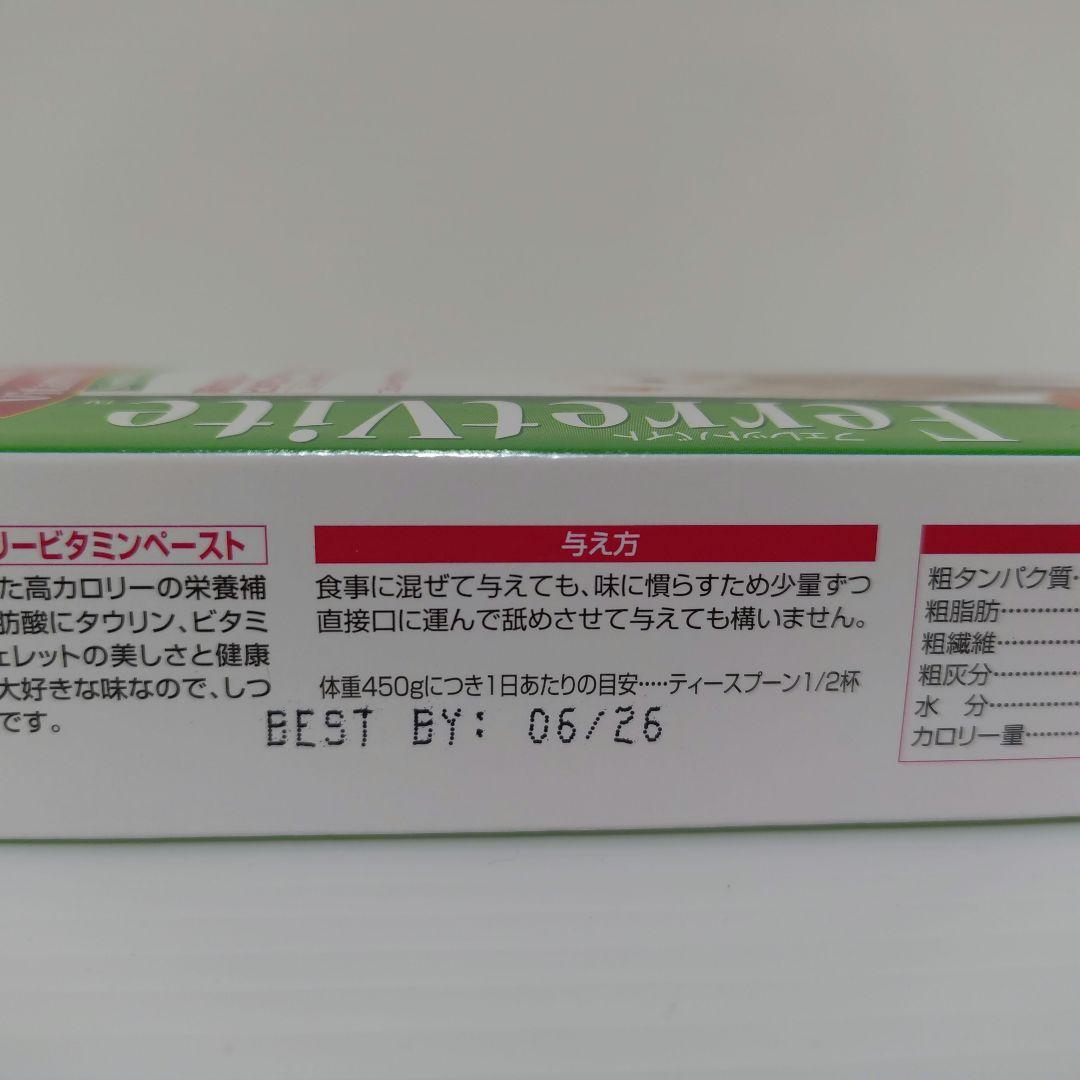 FerretVite
フェレットバイト
リービタミンペースト
た高カロリーの栄養補
肪酸にタウリン、ビタミ
ェレットの美しさと健康
大好きな味なので、しつ
です。
与え方
食事に混ぜて与えても、味に慣らすため少量ずつ
直接口に運んで舐めさせて与えても構いません。
体重450gにつき1日あたりの目安……ティースプーン1/2杯
BEST BY: 06/26
粗タンパク質
粗脂肪
粗繊維
粗灰分
水 分
カロリー量